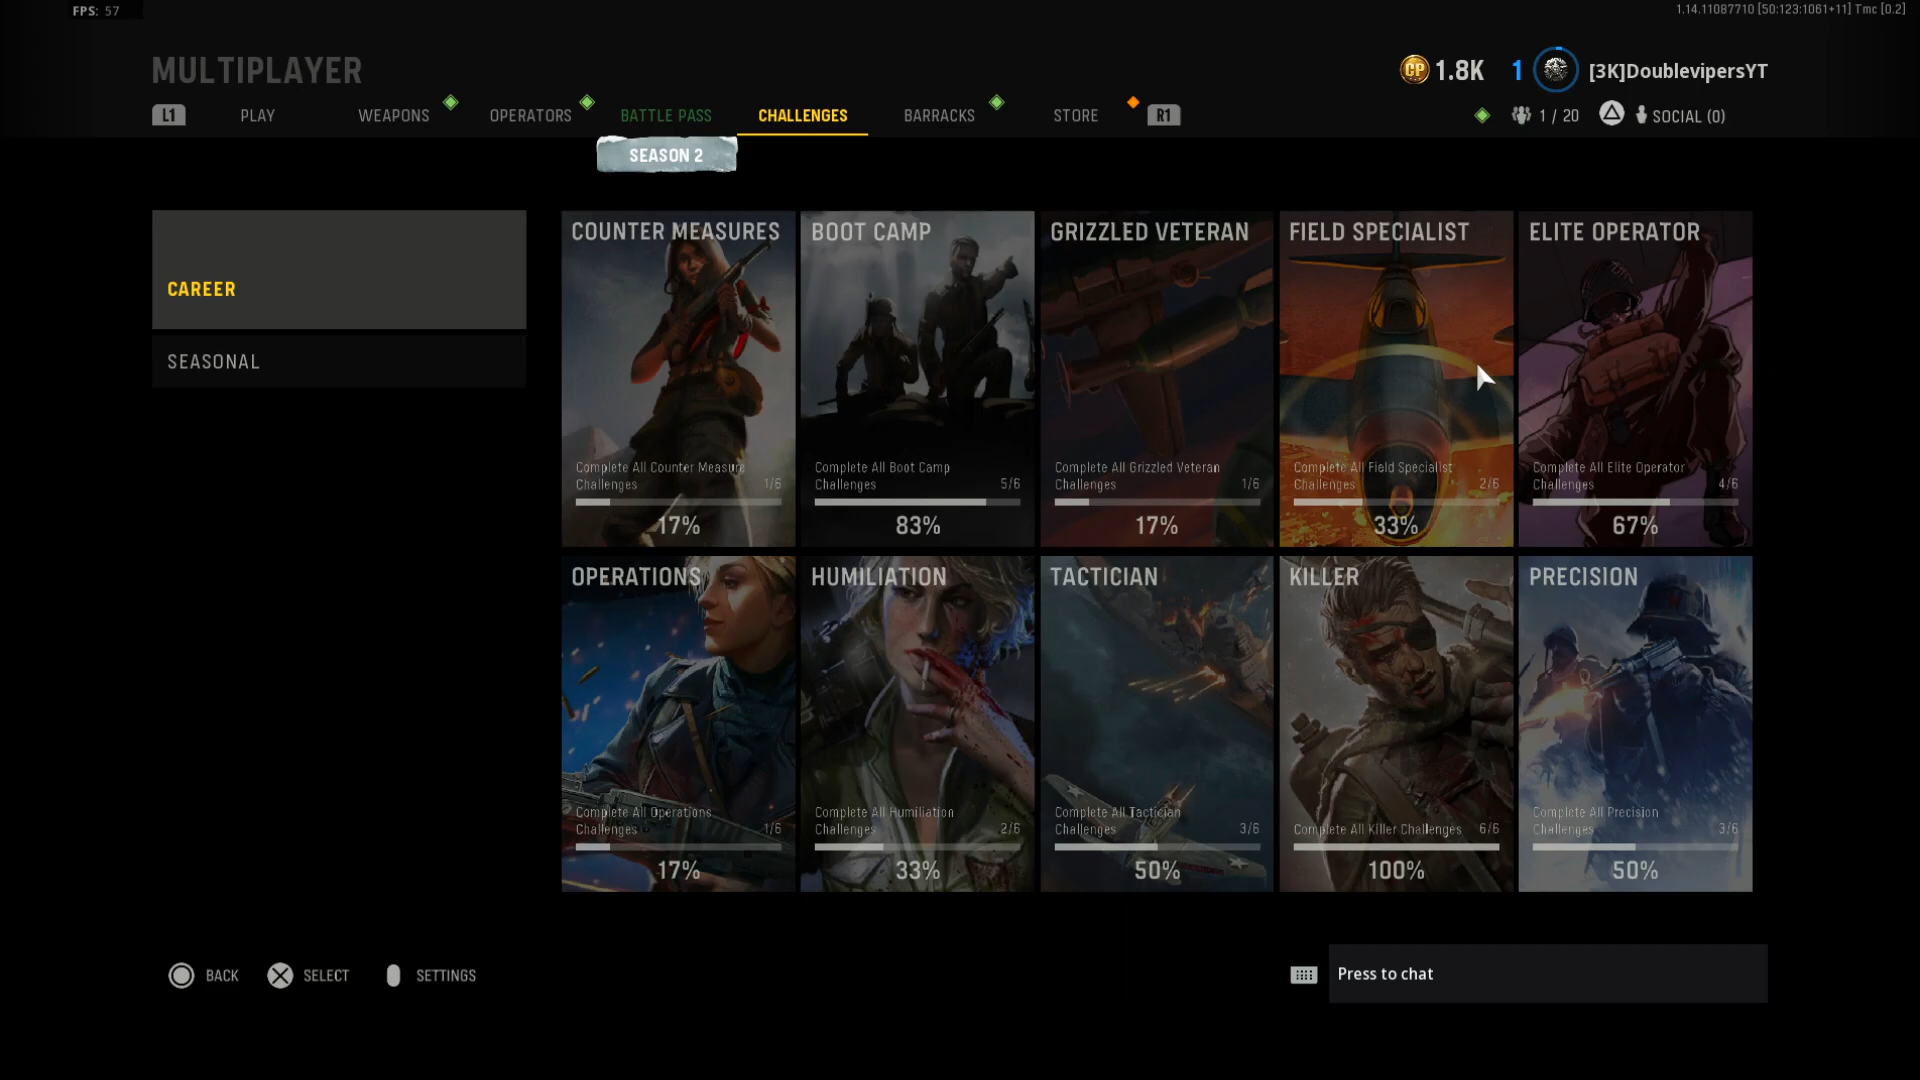 FPS: 57
1.14.11087710 [50:123:1061+11] Tmc [0.2]
MULTIPLAYER
CP 1.8K 1 [3K]DoublevipersYT
L1 PLAY WEAPONS OPERATORS BATTLE PASS CHALLENGES BARRACKS STORE R1 1 / 20 SOCIAL (0)
SEASON 2
CAREER
SEASONAL
COUNTER MEASURES
Complete All Counter Measure
Challenges 1/6
17%
BOOT CAMP
Complete All Boot Camp
Challenges 5/6
83%
GRIZZLED VETERAN
Complete All Grizzled Veteran
Challenges 1/6
17%
FIELD SPECIALIST
Complete All Field Specialist
Challenges 2/6
33%
ELITE OPERATOR
Complete All Elite Operator
Challenges 4/6
67%
OPERATIONS
Complete All Operations
Challenges 1/6
17%
HUMILIATION
Complete All Humiliation
Challenges 2/6
33%
TACTICIAN
Complete All Tactician
Challenges 3/6
50%
KILLER
Complete All Killer Challenges 6/6
100%
PRECISION
Complete All Precision
Challenges 3/6
50%
BACK SELECT SETTINGS
Press to chat